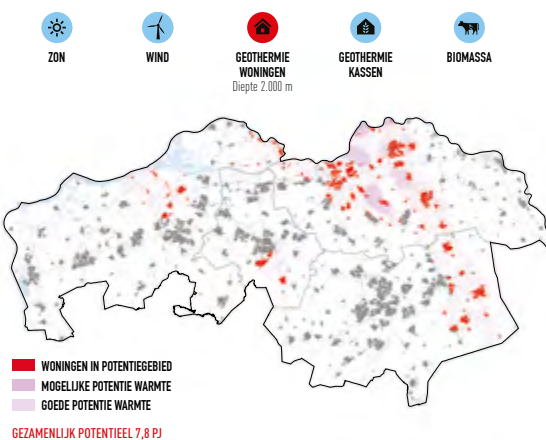 ZON
WIND
GEOTHERMIE
WONINGEN
Diepte 2.000 m
GEOTHERMIE
KASSEN
BIOMASSA
WONINGEN IN POTENTIEGEBIED
MOGELIJKE POTENTIE WARMTE
GOEDE POTENTIE WARMTE
GEZAMENLIJK POTENTIEEL 7,8 PJ